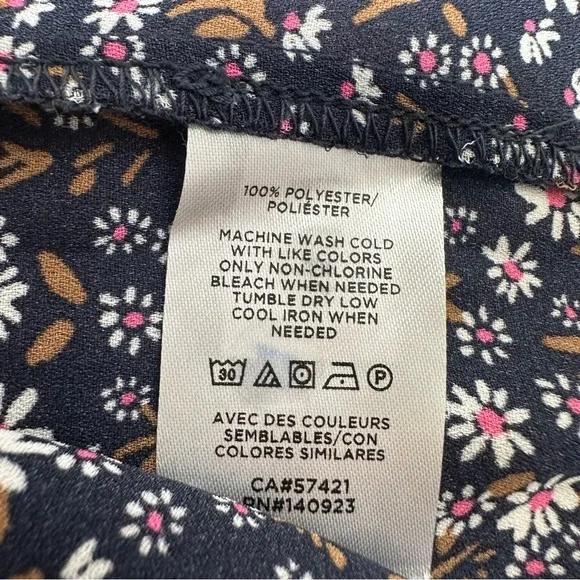 100% POLYESTER/
POLIÉSTER
MACHINE WASH COLD
WITH LIKE COLORS
ONLY NON-CHLORINE
BLEACH WHEN NEEDED
TUMBLE DRY LOW
COOL IRON WHEN
NEEDED
30 P
AVEC DES COULEURS
SEMBLABLES/CON
COLORES SIMILARES
CA#57421
RN#140923